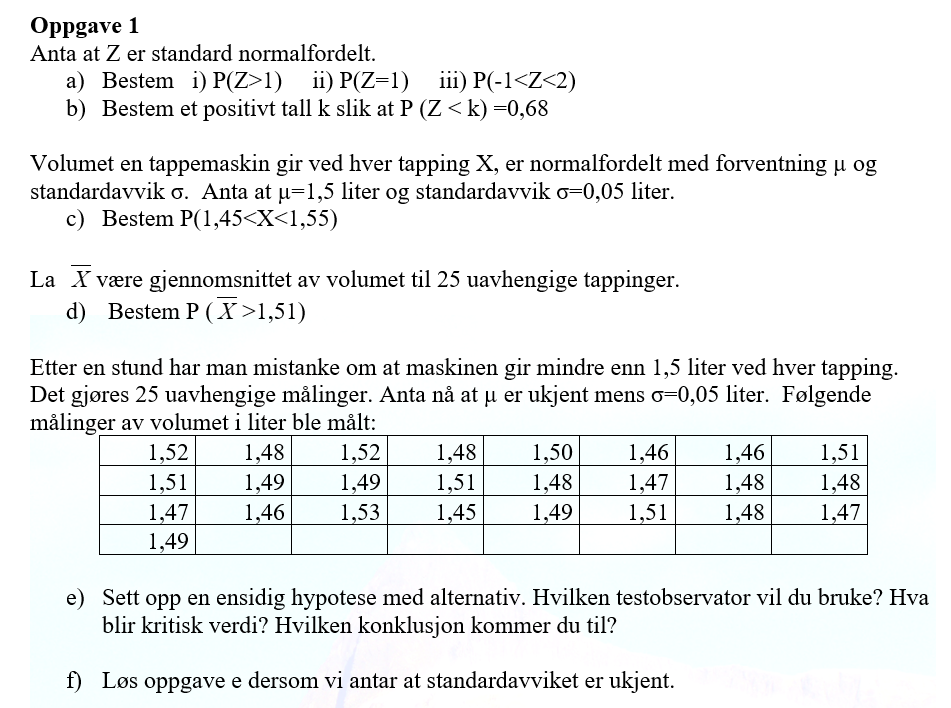 Oppgave 1
Anta at Z er standard normalfordelt.
a) Bestem i) P(Z>1) ii) P(Z=1) iii) P(-1<Z<2)
b) Bestem et positivt tall k slik at P (Z < k) =0,68
Volumet en tappemaskin gir ved hver tapping X, er normalfordelt med forventning μ og
standardavvik σ. Anta at μ=1,5 liter og standardavvik σ=0,05 liter.
c) Bestem P(1,45<X<1,55)
La X̅ være gjennomsnittet av volumet til 25 uavhengige tappinger.
d) Bestem P ( X̅ >1,51)
Etter en stund har man mistanke om at maskinen gir mindre enn 1,5 liter ved hver tapping.
Det gjøres 25 uavhengige målinger. Anta nå at μ er ukjent mens σ=0,05 liter. Følgende
målinger av volumet i liter ble målt:
1,52 1,48 1,52 1,48 1,50 1,46 1,46 1,51
1,51 1,49 1,49 1,51 1,48 1,47 1,48 1,48
1,47 1,46 1,53 1,45 1,49 1,51 1,48 1,47
1,49
e) Sett opp en ensidig hypotese med alternativ. Hvilken testobservator vil du bruke? Hva
blir kritisk verdi? Hvilken konklusjon kommer du til?
f) Løs oppgave e dersom vi antar at standardavviket er ukjent.